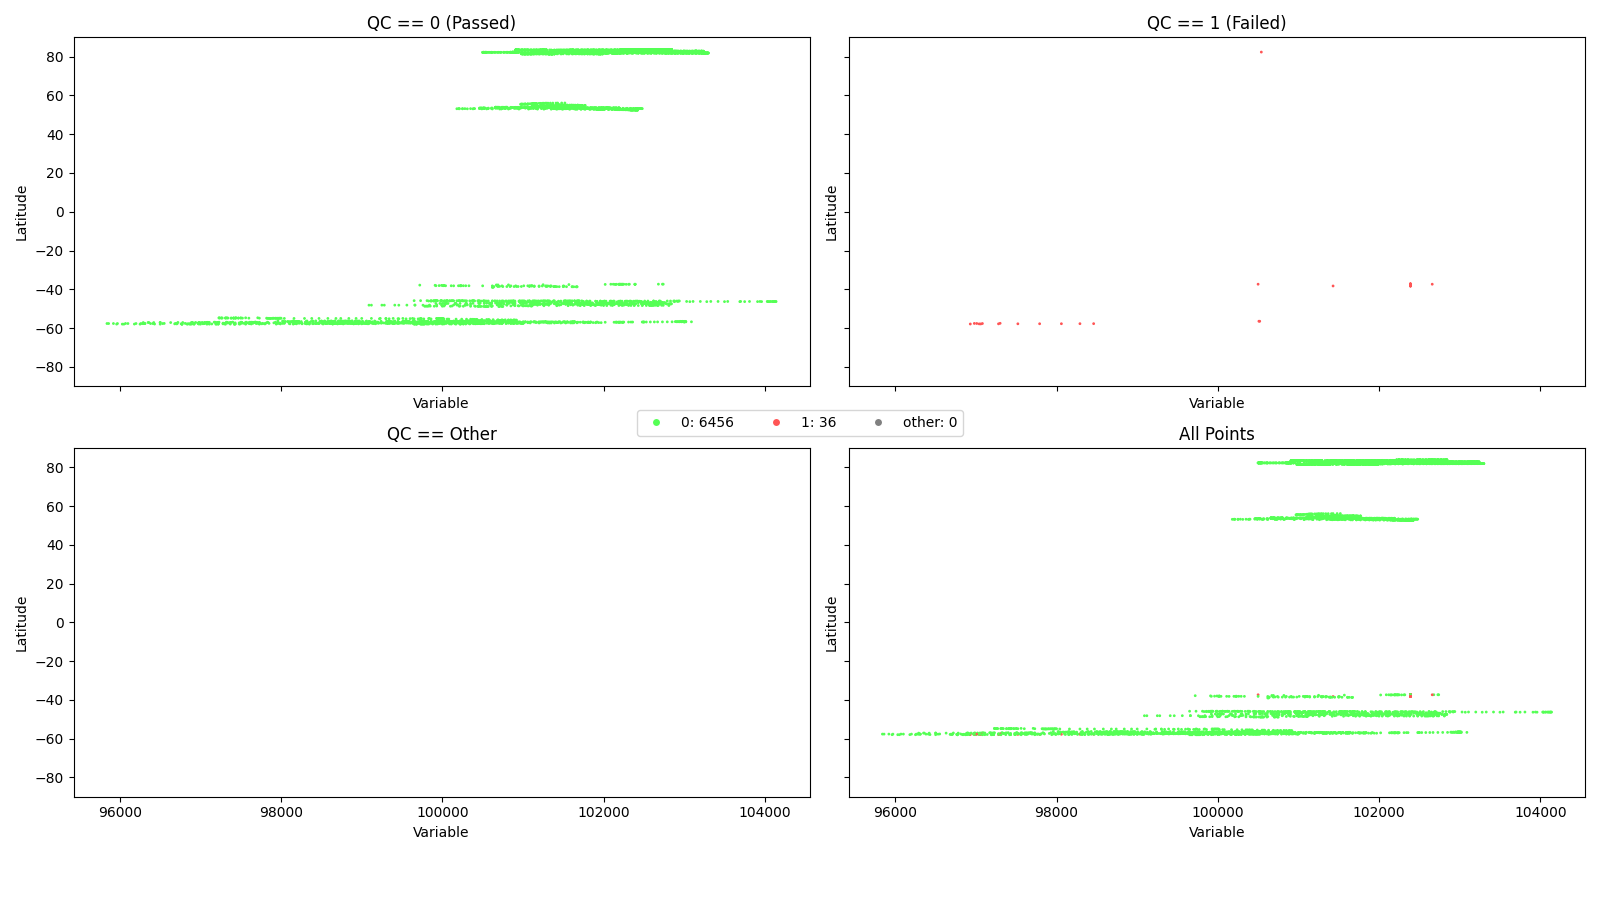 QC == 0 (Passed)
QC == 1 (Failed)
80
60
40
20
0
−20
−40
−60
−80
Latitude
Latitude
Variable
Variable
0: 6456 1: 36 other: 0
QC == Other
All Points
80
60
40
20
0
−20
−40
−60
−80
Latitude
Latitude
96000 98000 100000 102000 104000
96000 98000 100000 102000 104000
Variable
Variable